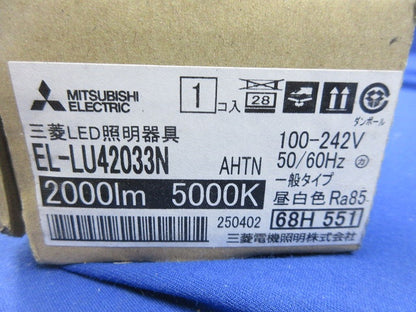 MITSUBISHI
ELECTRIC
1 コ入
28
ダンボール
三菱LED照明器具
EL-LU42033N AHTN
100-242V
50/60Hz
一般タイプ
2000lm 5000K
昼白色 Ra85
250402
68H 551
三菱電機照明株式会社